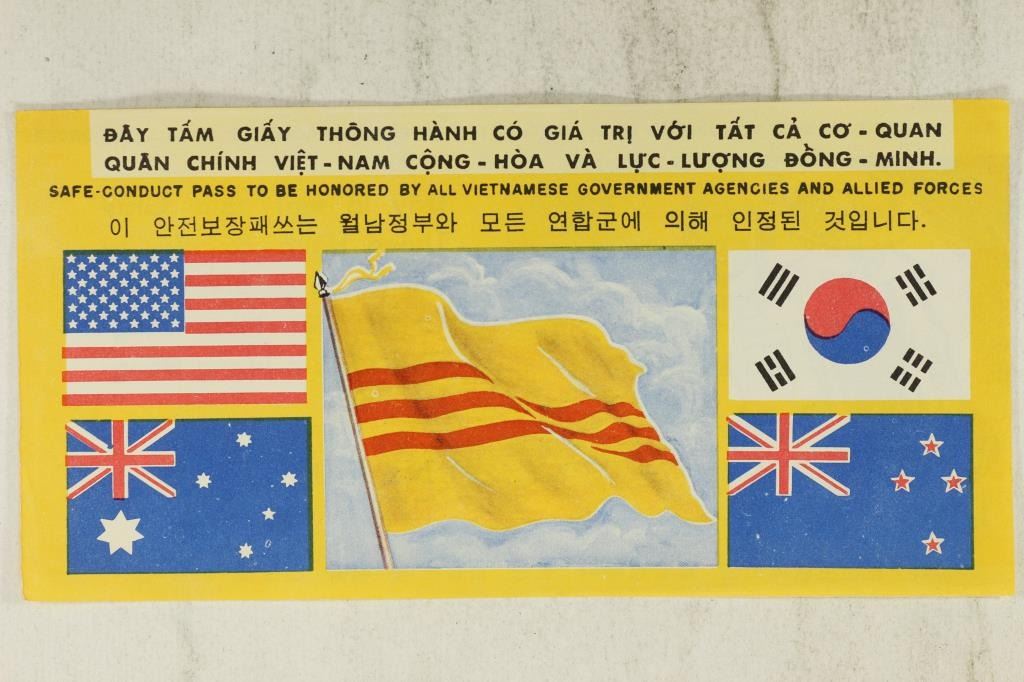 ĐÂY TẤM GIẤY THÔNG HÀNH CÓ GIÁ TRỊ VỚI TẤT CẢ CƠ - QUAN
QUÂN CHÍNH VIỆT - NAM CỘNG - HÒA VÀ LỰC - LƯỢNG ĐỒNG - MINH.
SAFE-CONDUCT PASS TO BE HONORED BY ALL VIETNAMESE GOVERNMENT AGENCIES AND ALLIED FORCES
이 안전보장패쓰는 월남정부와 모든 연합군에 의해 인정된 것입니다.